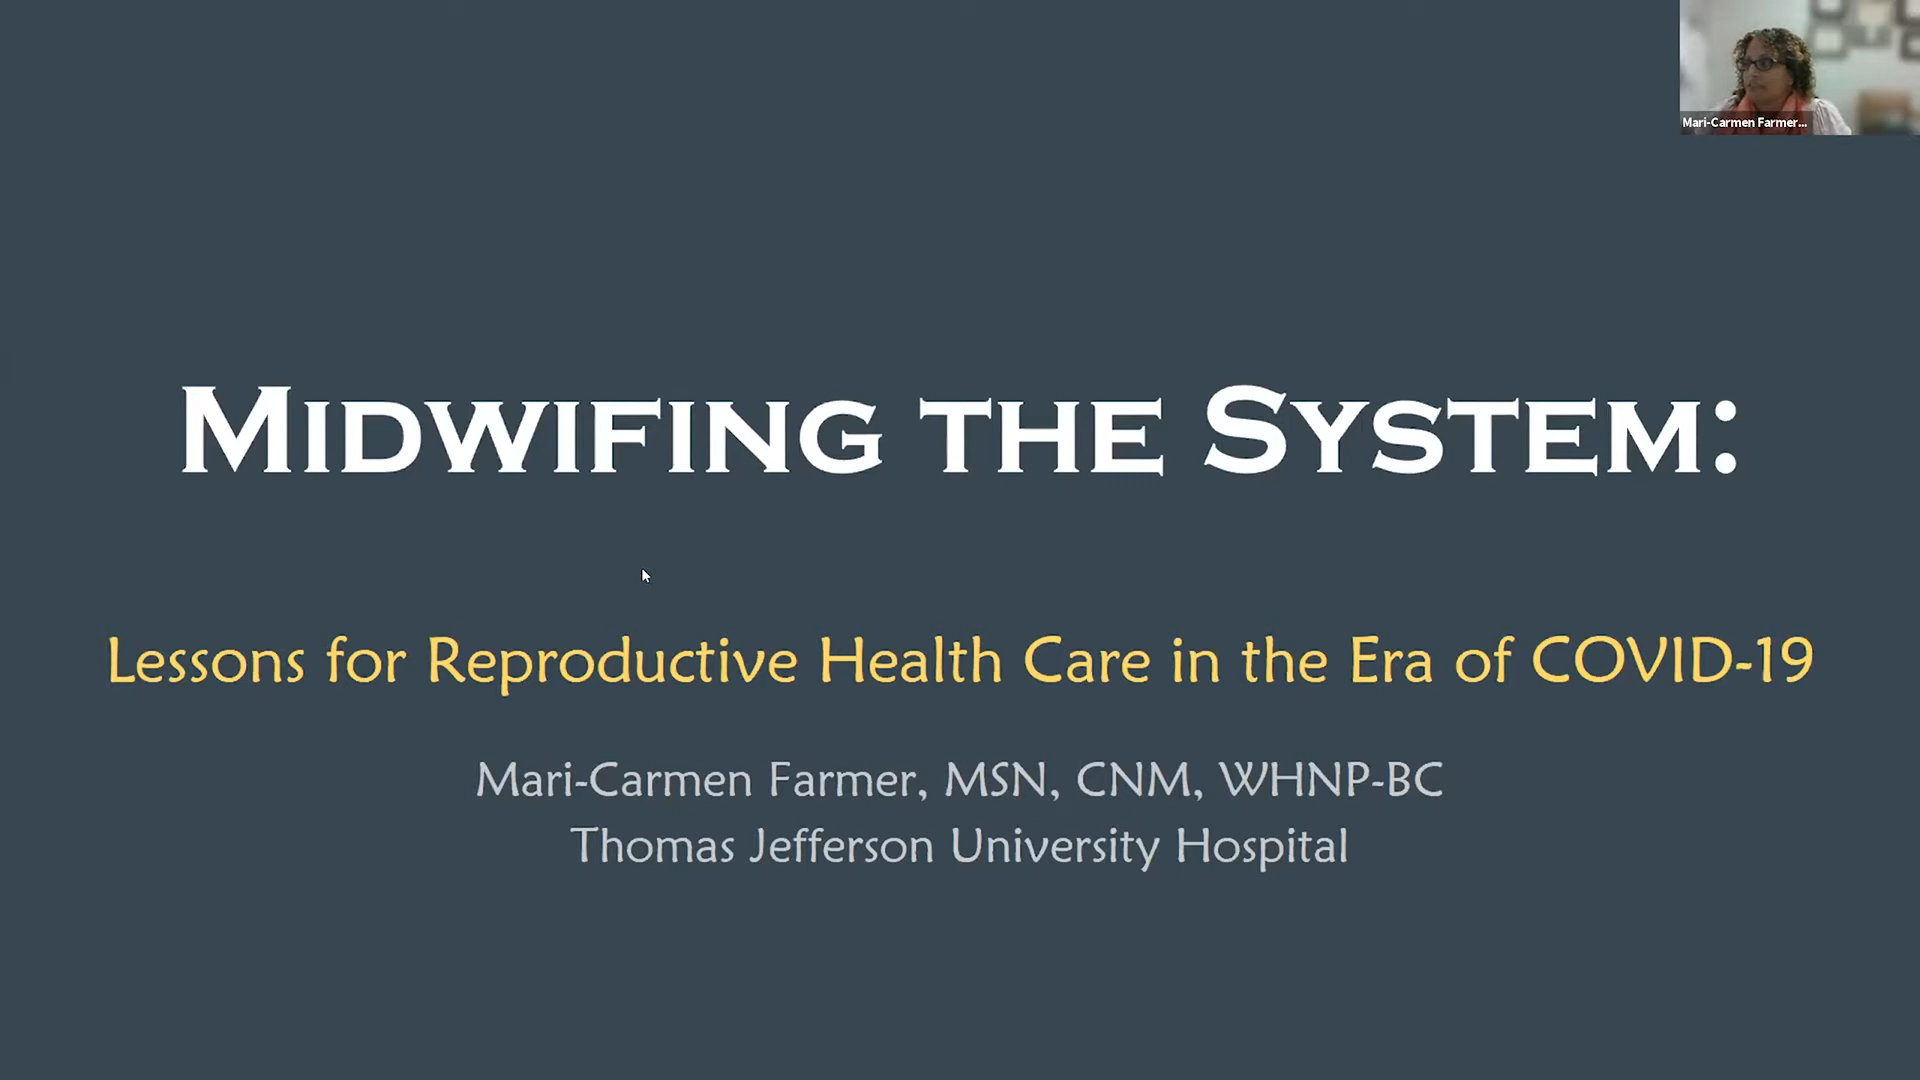 Mari-Carmen Farmer...
Midwifing the System:
Lessons for Reproductive Health Care in the Era of COVID-19
Mari-Carmen Farmer, MSN, CNM, WHNP-BC
Thomas Jefferson University Hospital